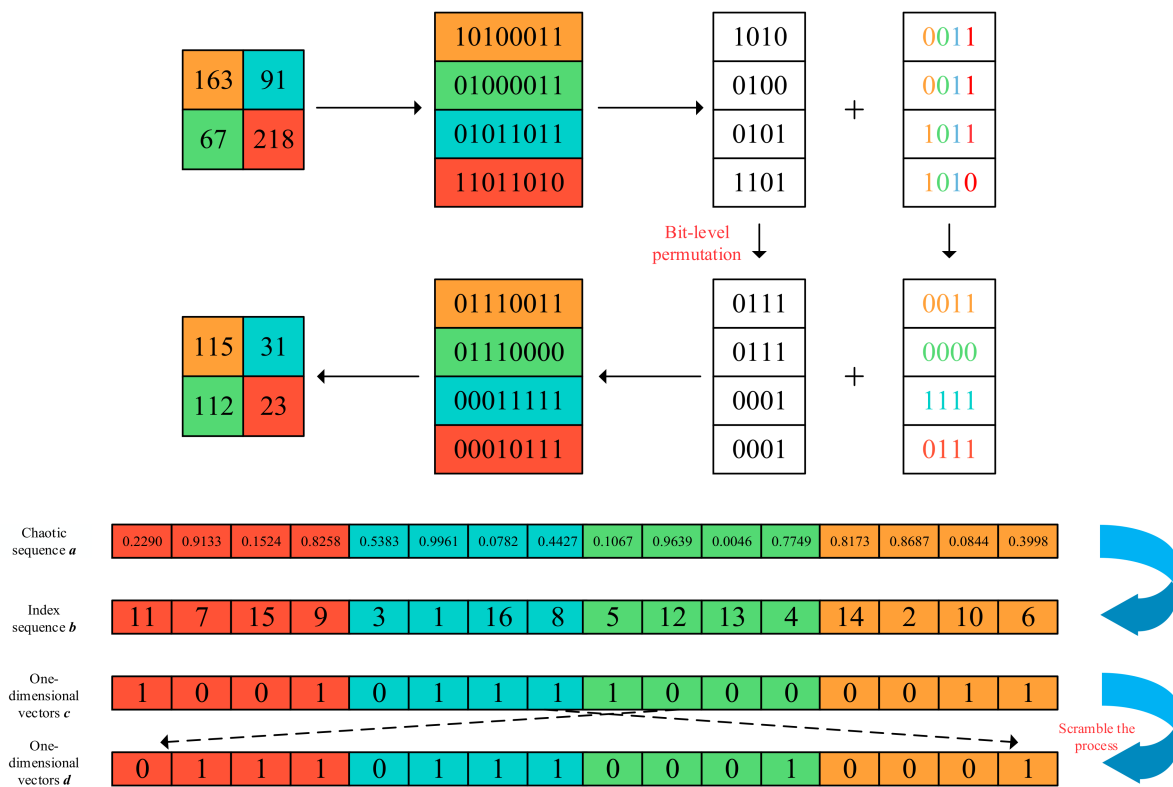 163 91
67 218
10100011
01000011
01011011
11011010
1010
0100
0101
1101
+
0011
0011
1011
1010
Bit-level
permutation
115 31
112 23
01110011
01110000
00011111
00010111
0111
0111
0001
0001
+
0011
0000
1111
0111
Chaotic
sequence a
0.2290 0.9133 0.1524 0.8258 0.5383 0.9961 0.0782 0.4427 0.1067 0.9639 0.0046 0.7749 0.8173 0.8687 0.0844 0.3998
Index
sequence b
11 7 15 9 3 1 16 8 5 12 13 4 14 2 10 6
One-
dimensional
vectors c
1 0 0 1 0 1 1 1 1 0 0 0 0 0 1 1
Scramble the
process
One-
dimensional
vectors d
0 1 1 1 0 1 1 1 0 0 0 1 0 0 0 1